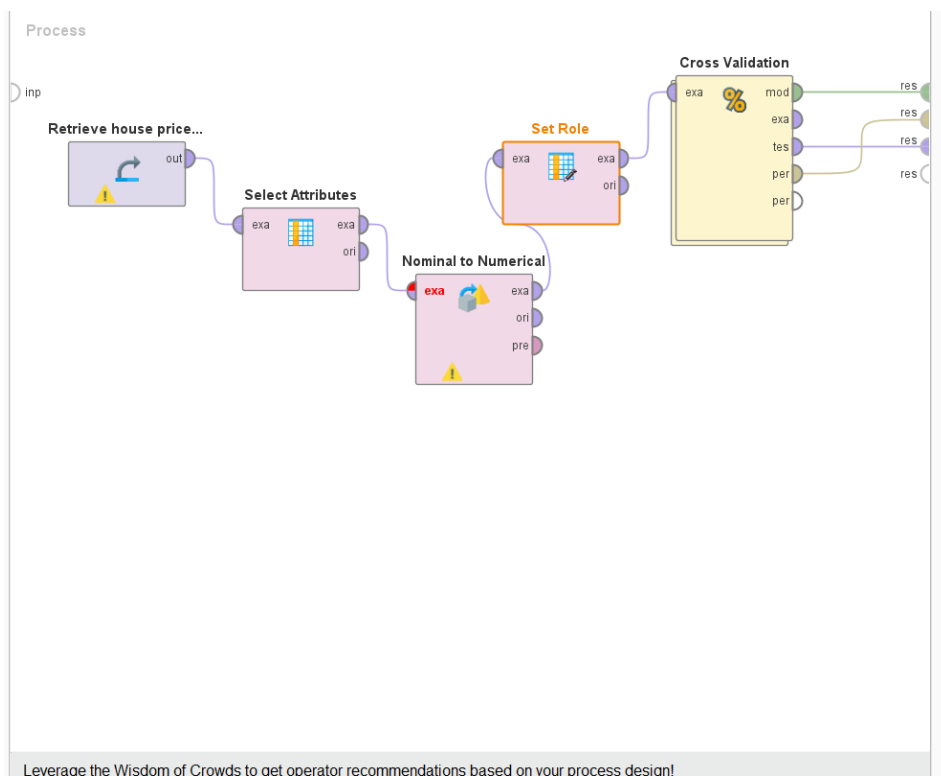 Process
Cross Validation
inp
exa
mod
res
exa
res
tes
res
per
res
per
Retrieve house price...
out
Set Role
exa
exa
ori
Select Attributes
exa
exa
ori
Nominal to Numerical
exa
exa
ori
pre
Leverage the Wisdom of Crowds to get operator recommendations based on your process design!